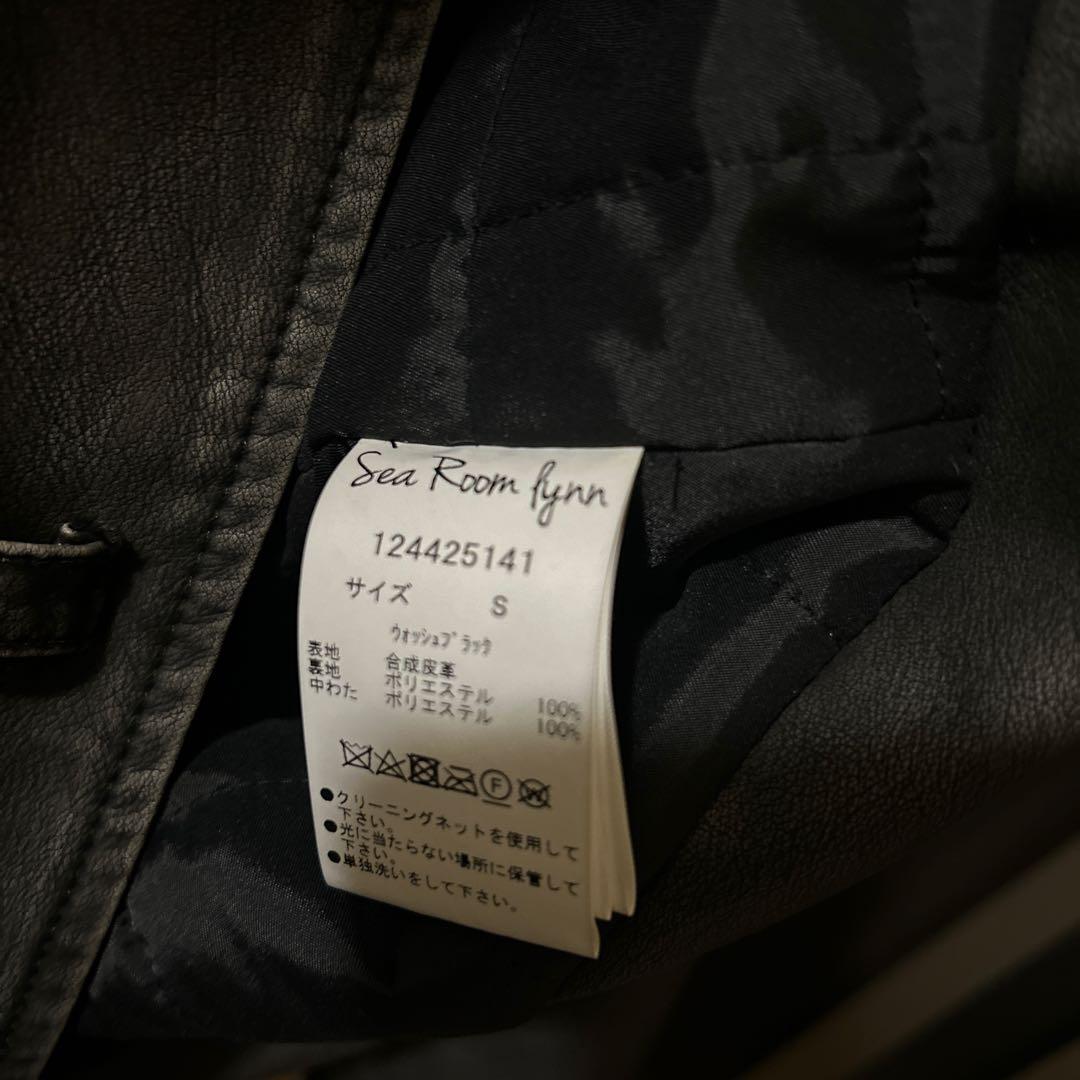 Sea Room lynn
124425141
サイズ S
ウォッシュブラック
表地 合成皮革
裏地 ポリエステル 100%
中わた ポリエステル 100%
F W
●クリーニングネットを使用して
下さい。
●光に当たらない場所に保管して
下さい。
●単独洗いをして下さい。